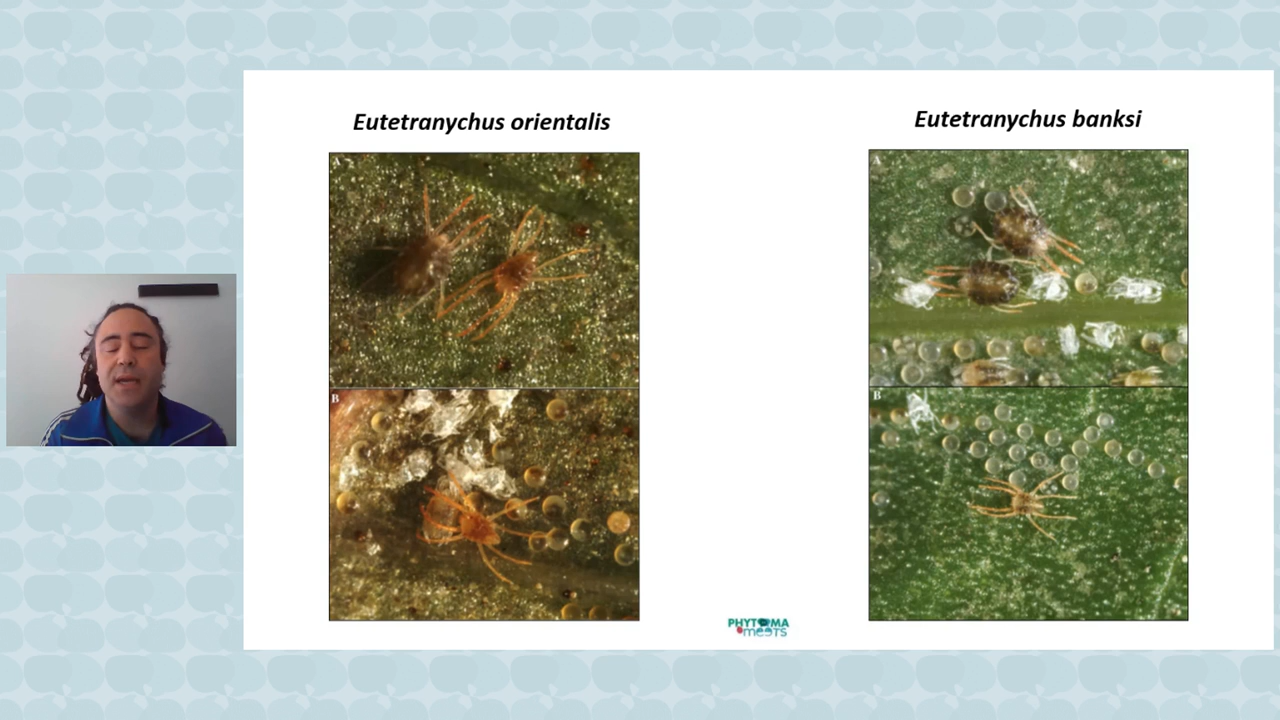 Eutetranychus orientalis
Eutetranychus banksi
A
A
B
B
PHYTOMA
meeTs